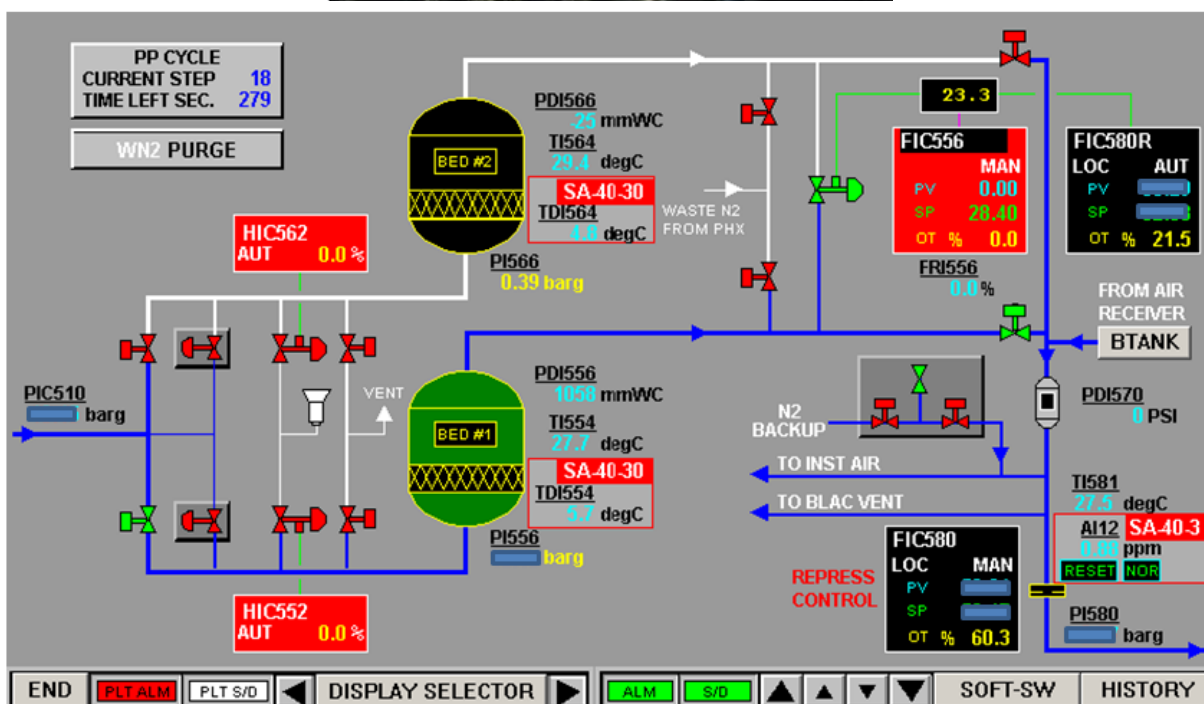 PP CYCLE
CURRENT STEP 18
TIME LEFT SEC. 279
WN2 PURGE
PDI566
-25 mmWC
TI564
29.4 degC
SA-40-30
TDI564
4.8 degC
BED #2
PI566
0.39 barg
HIC562
AUT 0.0 %
WASTE N2
FROM PHX
23.3
FIC556
MAN
PV 0.00
SP 28.40
OT % 0.0
FRI556
0.0 %
FIC580R
LOC AUT
PV
SP
OT % 21.5
FROM AIR
RECEIVER
BTANK
PIC510
barg
VENT
PDI556
1058 mmWC
TI554
27.7 degC
SA-40-30
TDI554
5.7 degC
BED #1
PI556
barg
HIC552
AUT 0.0 %
N2
BACKUP
PDI570
0 PSI
TO INST AIR
TO BLAC VENT
TI581
27.5 degC
AI12 SA-40-3
ppm
RESET NOR
REPRESS
CONTROL
FIC580
LOC MAN
PV
SP
OT % 60.3
PI580
barg
END PLT ALM PLT S/D DISPLAY SELECTOR ALM S/D SOFT-SW HISTORY